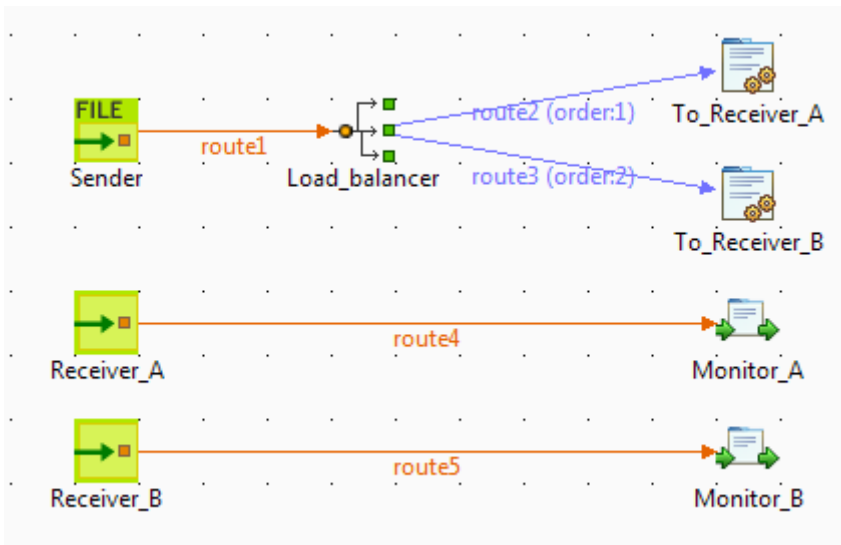 FILE
route1
route2 (order:1)
To_Receiver_A
Sender
Load_balancer
route3 (order:2)
To_Receiver_B
route4
Receiver_A
Monitor_A
route5
Receiver_B
Monitor_B